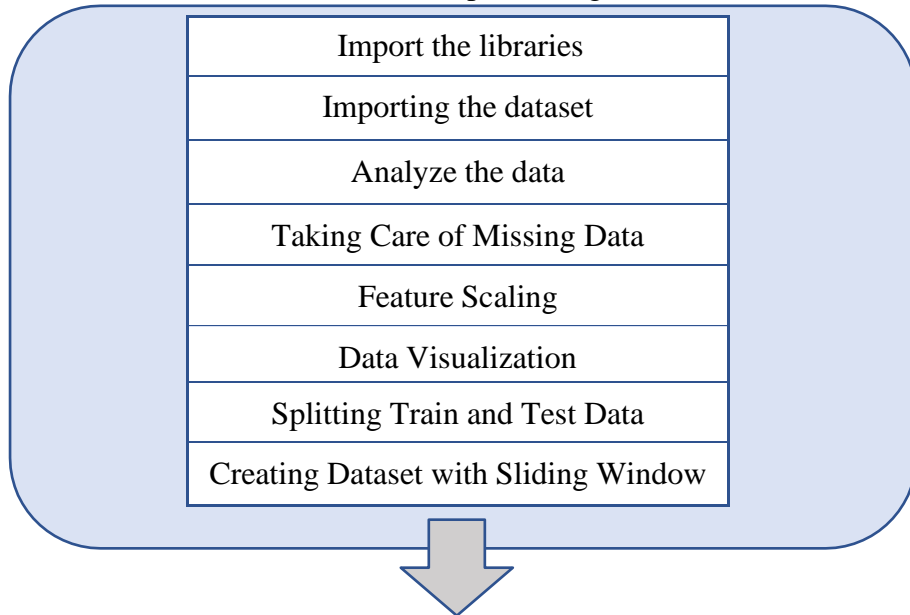 Import the libraries
Importing the dataset
Analyze the data
Taking Care of Missing Data
Feature Scaling
Data Visualization
Splitting Train and Test Data
Creating Dataset with Sliding Window